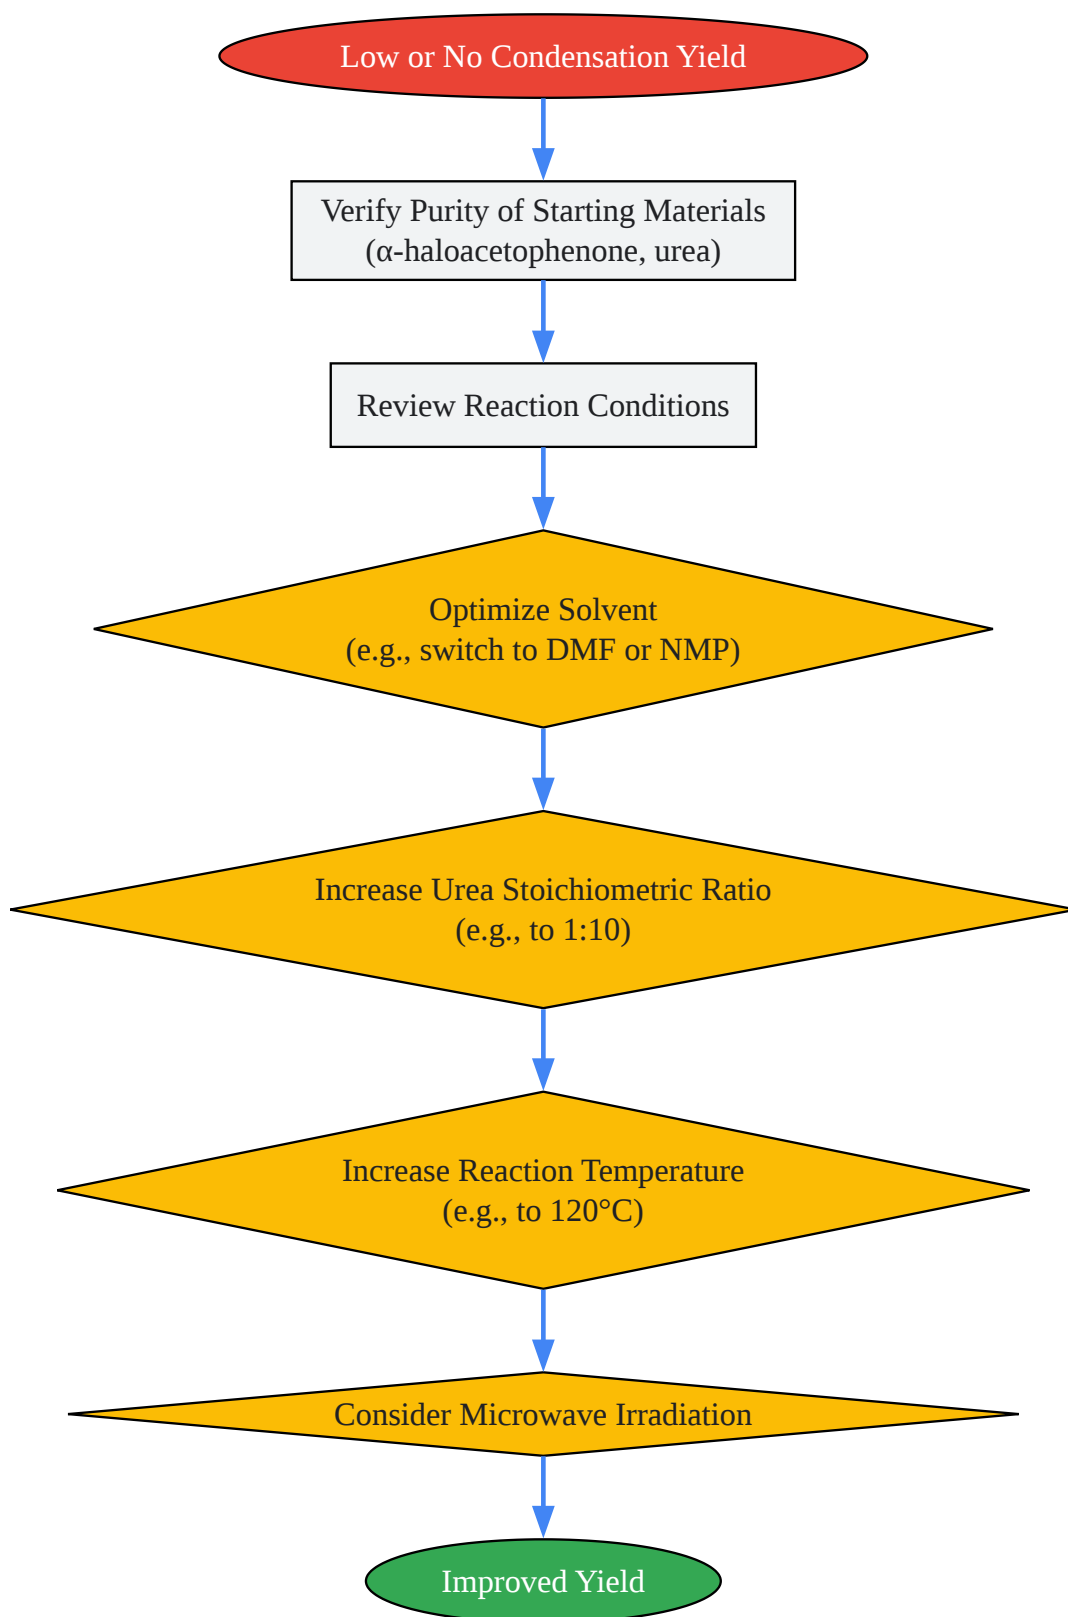 Low or No Condensation Yield
Verify Purity of Starting Materials
(α-haloacetophenone, urea)
Review Reaction Conditions
Optimize Solvent
(e.g., switch to DMF or NMP)
Increase Urea Stoichiometric Ratio
(e.g., to 1:10)
Increase Reaction Temperature
(e.g., to 120°C)
Consider Microwave Irradiation
Improved Yield